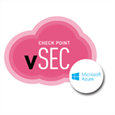 CHECK POINT
vSEC
Microsoft
Azure